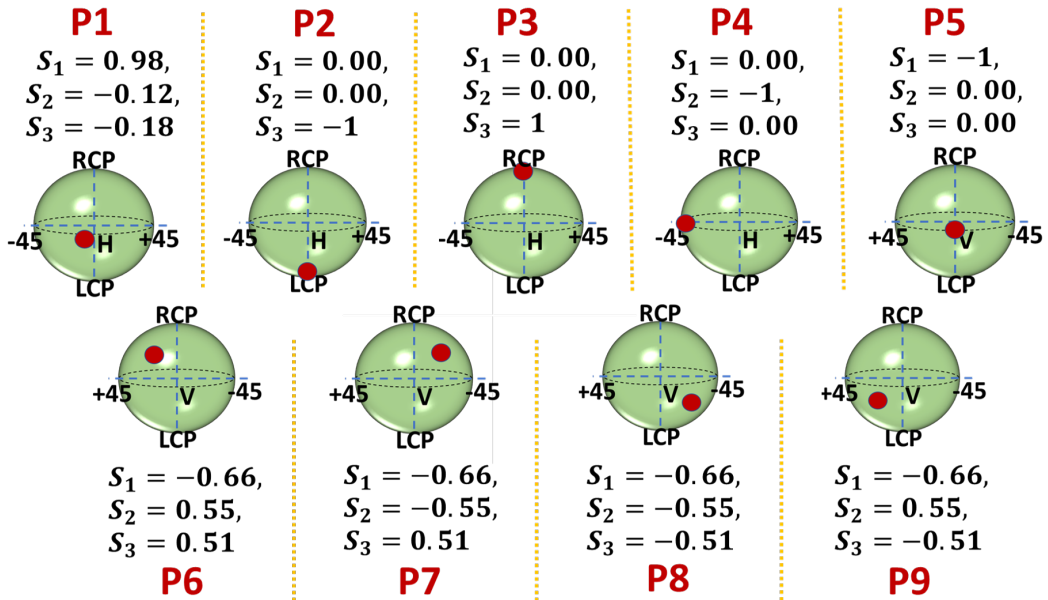 P1
S₁ = 0.98,
S₂ = −0.12,
S₃ = −0.18
RCP
-45 H +45
LCP
P2
S₁ = 0.00,
S₂ = 0.00,
S₃ = −1
RCP
-45 H +45
LCP
P3
S₁ = 0.00,
S₂ = 0.00,
S₃ = 1
RCP
-45 H +45
LCP
P4
S₁ = 0.00,
S₂ = −1,
S₃ = 0.00
RCP
-45 H +45
LCP
P5
S₁ = −1,
S₂ = 0.00,
S₃ = 0.00
RCP
+45 V -45
LCP
RCP
+45 V -45
LCP
S₁ = −0.66,
S₂ = 0.55,
S₃ = 0.51
P6
RCP
+45 V -45
LCP
S₁ = −0.66,
S₂ = −0.55,
S₃ = 0.51
P7
RCP
+45 V -45
LCP
S₁ = −0.66,
S₂ = −0.55,
S₃ = −0.51
P8
RCP
+45 V -45
LCP
S₁ = −0.66,
S₂ = 0.55,
S₃ = −0.51
P9